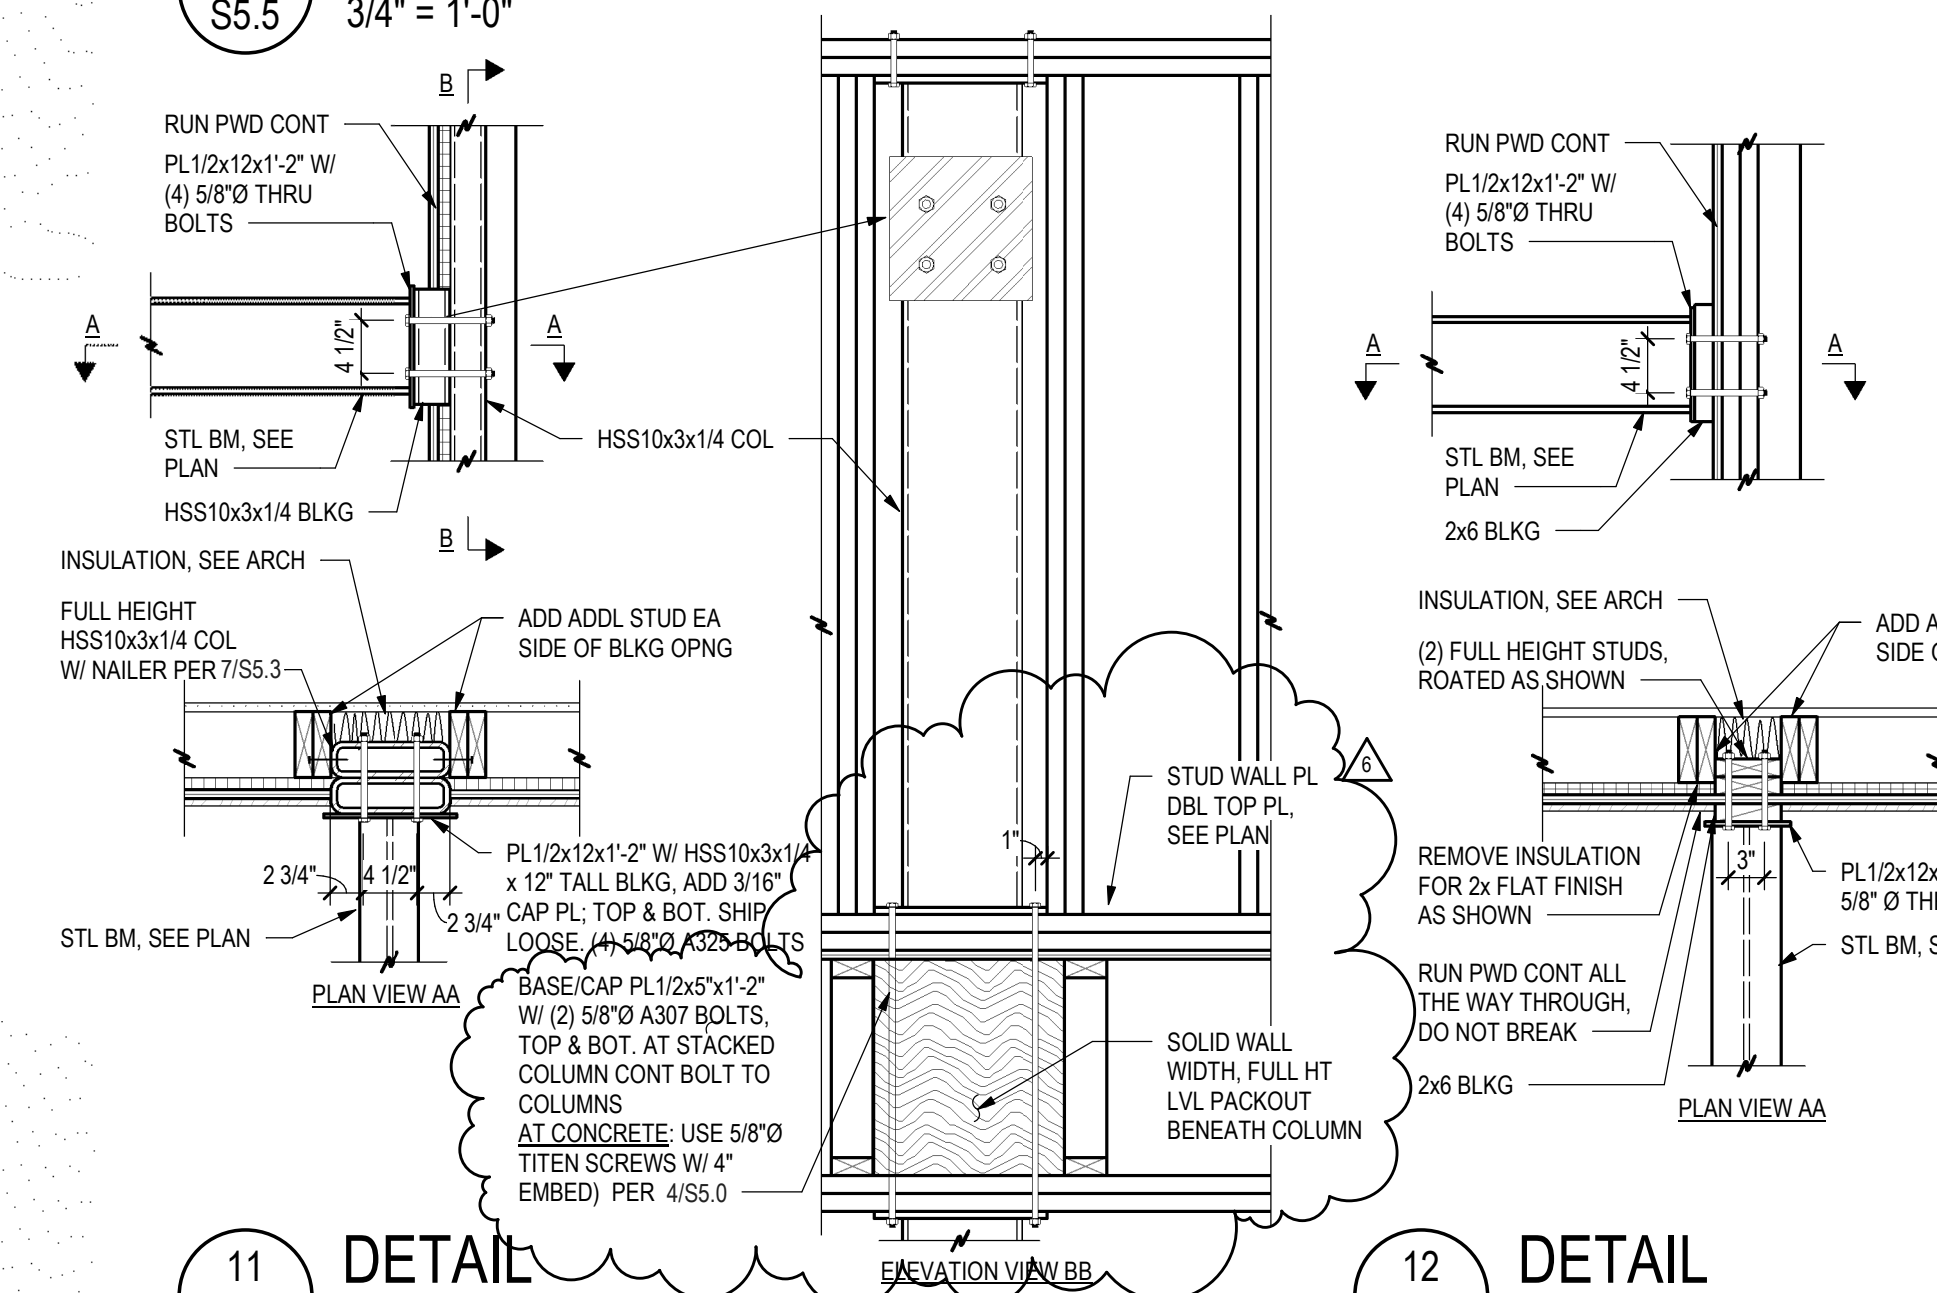 S5.5
3/4" = 1'-0"
B
RUN PWD CONT
PL1/2x12x1'-2" W/
(4) 5/8"Ø THRU
BOLTS
A
4 1/2"
A
STL BM, SEE
PLAN
HSS10x3x1/4 COL
HSS10x3x1/4 BLKG
B
INSULATION, SEE ARCH
FULL HEIGHT
HSS10x3x1/4 COL
W/ NAILER PER 7/S5.3
ADD ADDL STUD EA
SIDE OF BLKG OPNG
2 3/4"
4 1/2"
2 3/4"
PL1/2x12x1'-2" W/ HSS10x3x1/4
x 12" TALL BLKG, ADD 3/16"
CAP PL; TOP & BOT. SHIP
LOOSE. (4) 5/8"Ø A325 BOLTS
STL BM, SEE PLAN
PLAN VIEW AA
BASE/CAP PL1/2x5"x1'-2"
W/ (2) 5/8"Ø A307 BOLTS,
TOP & BOT. AT STACKED
COLUMN CONT BOLT TO
COLUMNS
AT CONCRETE: USE 5/8"Ø
TITEN SCREWS W/ 4"
EMBED) PER 4/S5.0
1"
STUD WALL PL
DBL TOP PL,
SEE PLAN
6
SOLID WALL
WIDTH, FULL HT
LVL PACKOUT
BENEATH COLUMN
ELEVATION VIEW BB
11
DETAIL
RUN PWD CONT
PL1/2x12x1'-2" W/
(4) 5/8"Ø THRU
BOLTS
A
4 1/2"
A
STL BM, SEE
PLAN
2x6 BLKG
INSULATION, SEE ARCH
(2) FULL HEIGHT STUDS,
ROATED AS SHOWN
ADD A
SIDE O
REMOVE INSULATION
FOR 2x FLAT FINISH
AS SHOWN
3"
PL1/2x12x
5/8" Ø TH
STL BM, S
RUN PWD CONT ALL
THE WAY THROUGH,
DO NOT BREAK
2x6 BLKG
PLAN VIEW AA
12
DETAIL